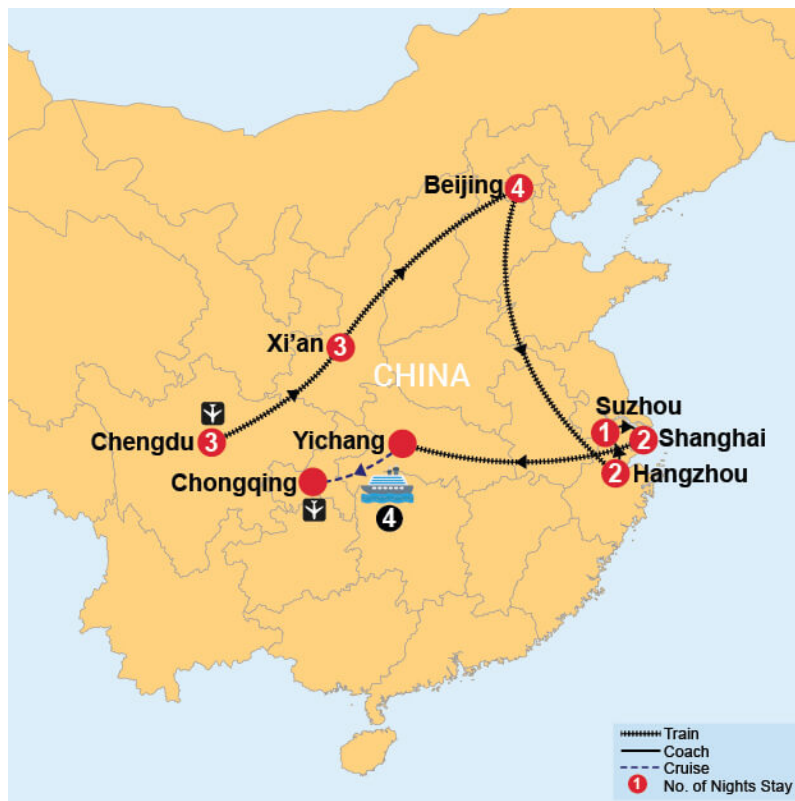 Beijing 4
Xi'an 3
CHINA
Suzhou
1
2 Shanghai
Chengdu 3
Yichang
2 Hangzhou
Chongqing
4
Train
Coach
Cruise
1 No. of Nights Stay